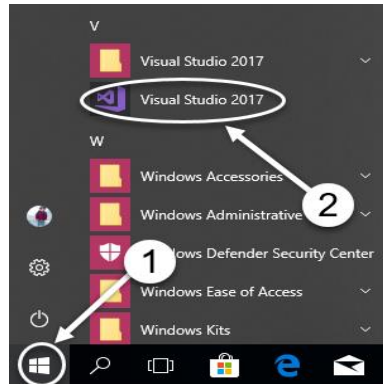 V
Visual Studio 2017
Visual Studio 2017
W
Windows Accessories
2
Windows Administrative
1
ows Defender Security Center
Windows Ease of Access
Windows Kits